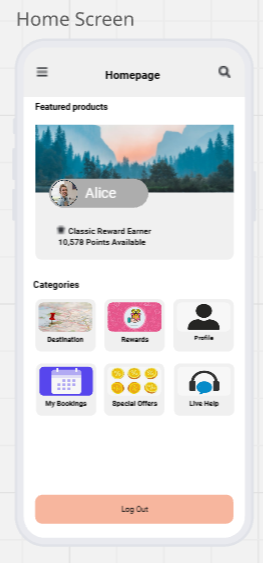 Home Screen
Homepage
Featured products
Alice
Classic Reward Earner
10,578 Points Available
Categories
Destination
Rewards
Profile
My Bookings
Special Offers
Live Help
Log Out